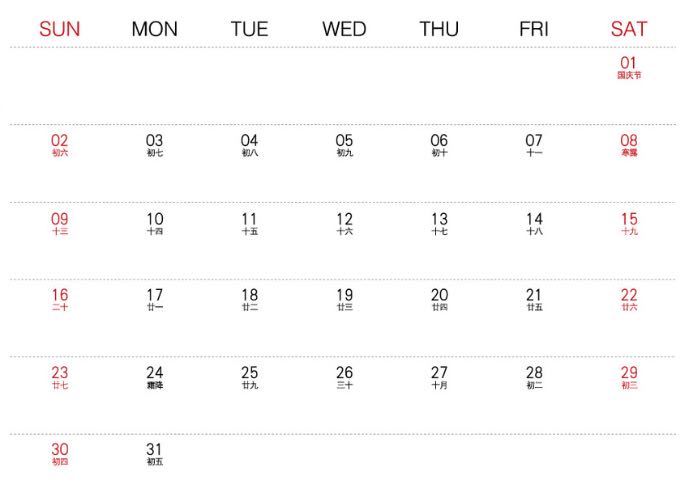 SUN MON TUE WED THU FRI SAT
01
国庆节
02 03 04 05 06 07 08
初六 初七 初八 初九 初十 十一 寒露
09 10 11 12 13 14 15
十三 十四 十五 十六 十七 十八 十九
16 17 18 19 20 21 22
二十 廿一 廿二 廿三 廿四 廿五 廿六
23 24 25 26 27 28 29
廿七 霜降 廿九 三十 十月 初二 初三
30 31
初四 初五